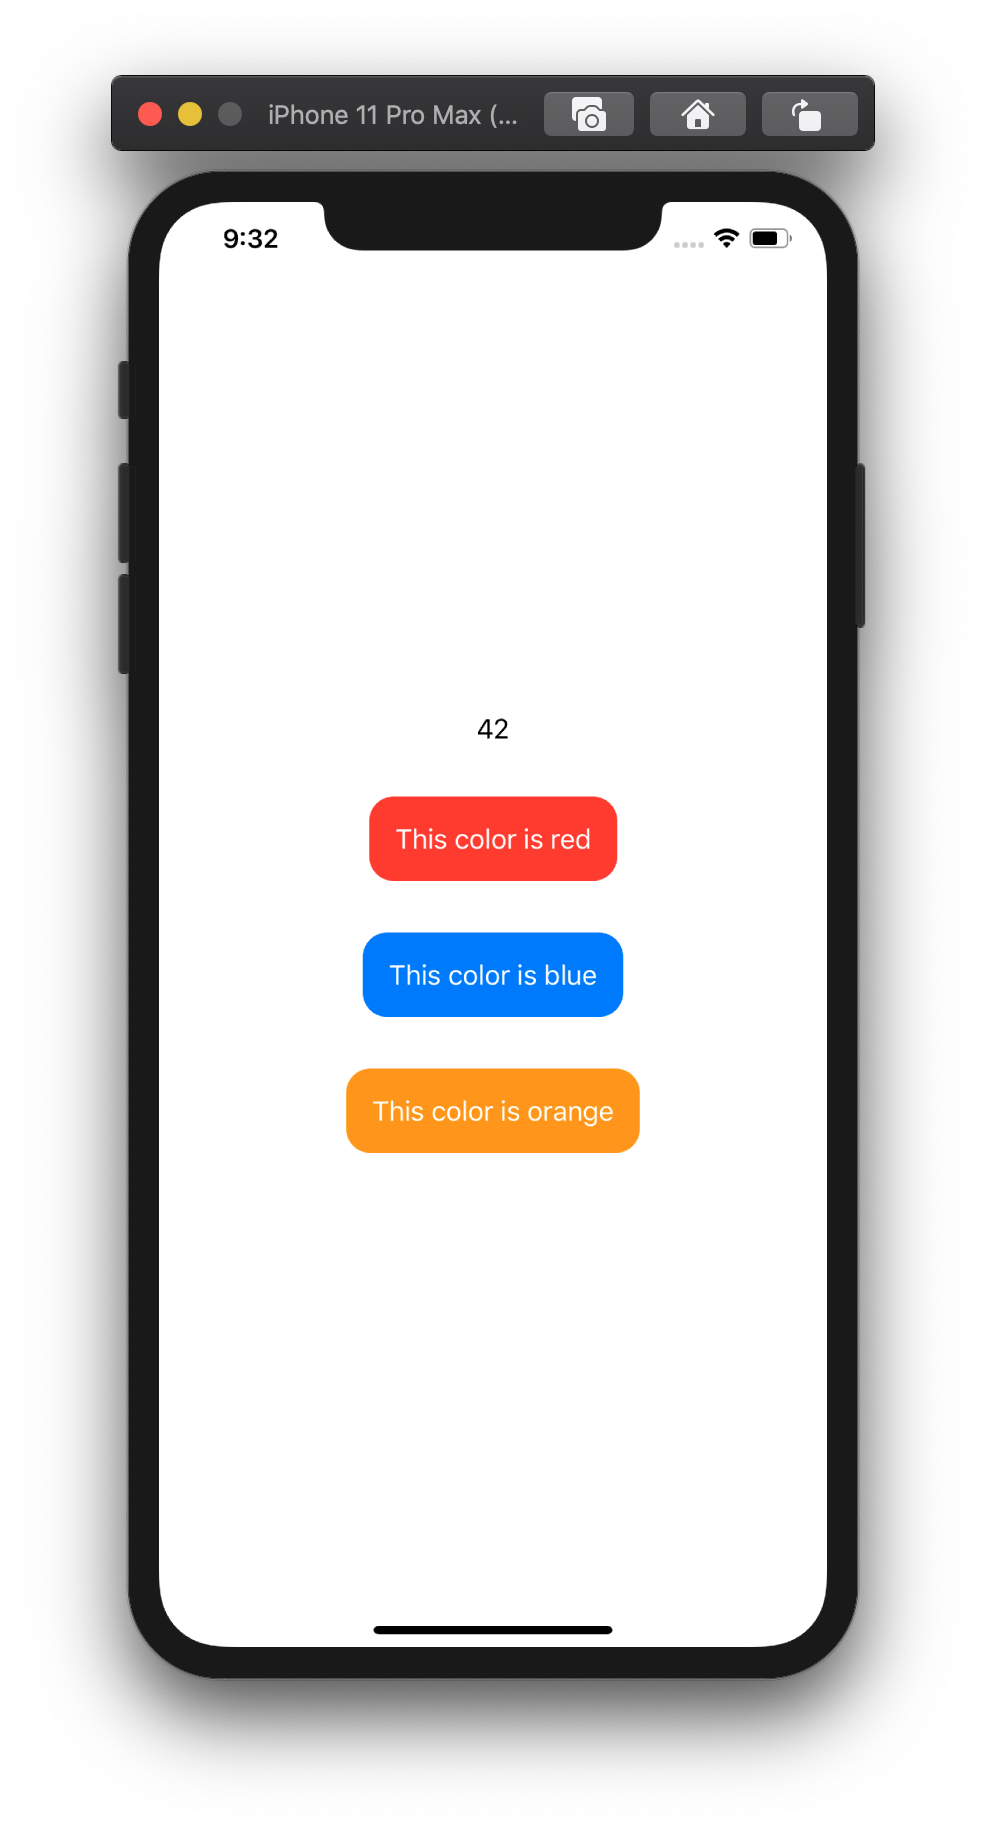 iPhone 11 Pro Max (...
9:32
42
This color is red
This color is blue
This color is orange